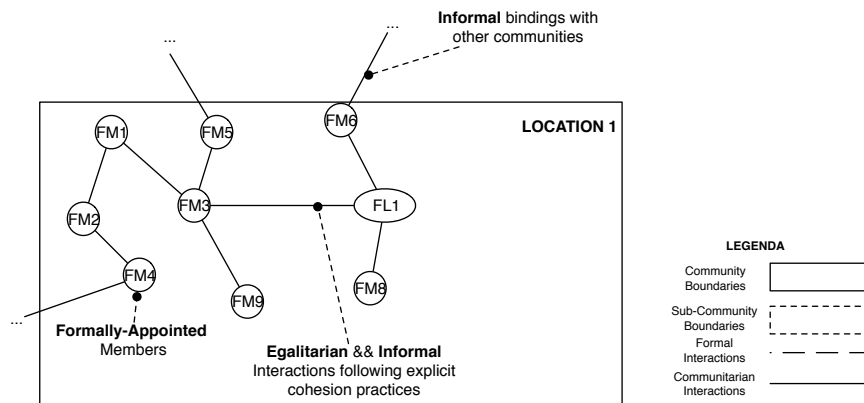 ...
Informal bindings with
other communities
...
LOCATION 1
FM1
FM5
FM6
FM2
FM3
FL1
FM4
FM9
FM8
...
Formally-Appointed
Members
Egalitarian && Informal
Interactions following explicit
cohesion practices
LEGENDA
Community
Boundaries
Sub-Community
Boundaries
Formal
Interactions
Communitarian
Interactions